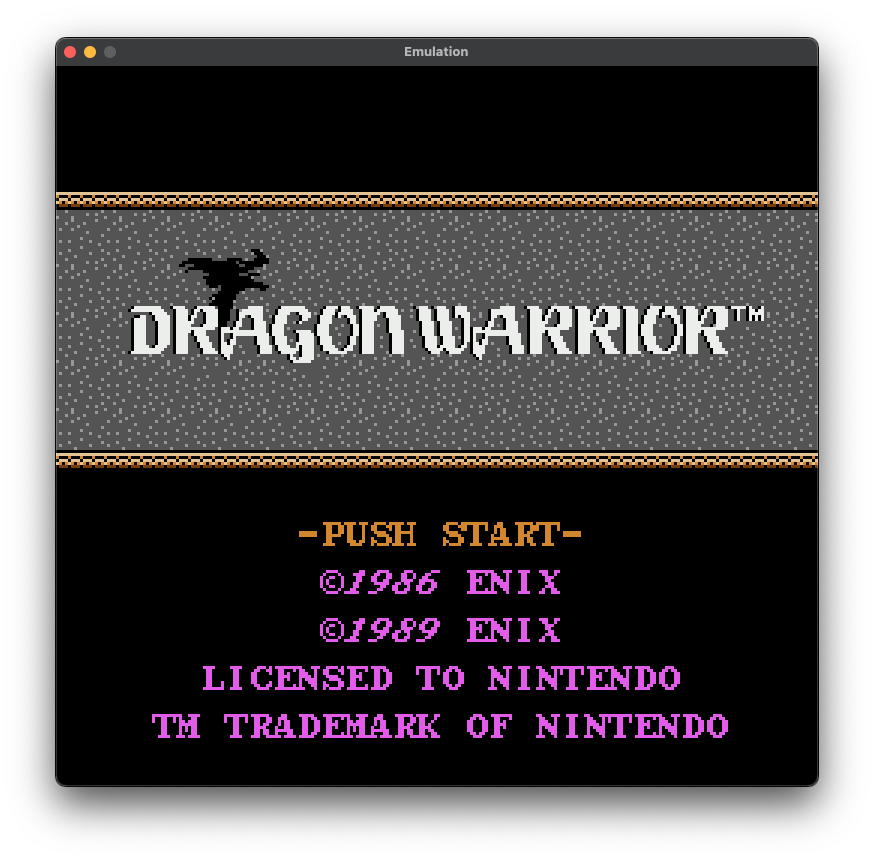 Emulation
DRAGON WARRIOR™
-PUSH START-
©1986 ENIX
©1989 ENIX
LICENSED TO NINTENDO
TM TRADEMARK OF NINTENDO